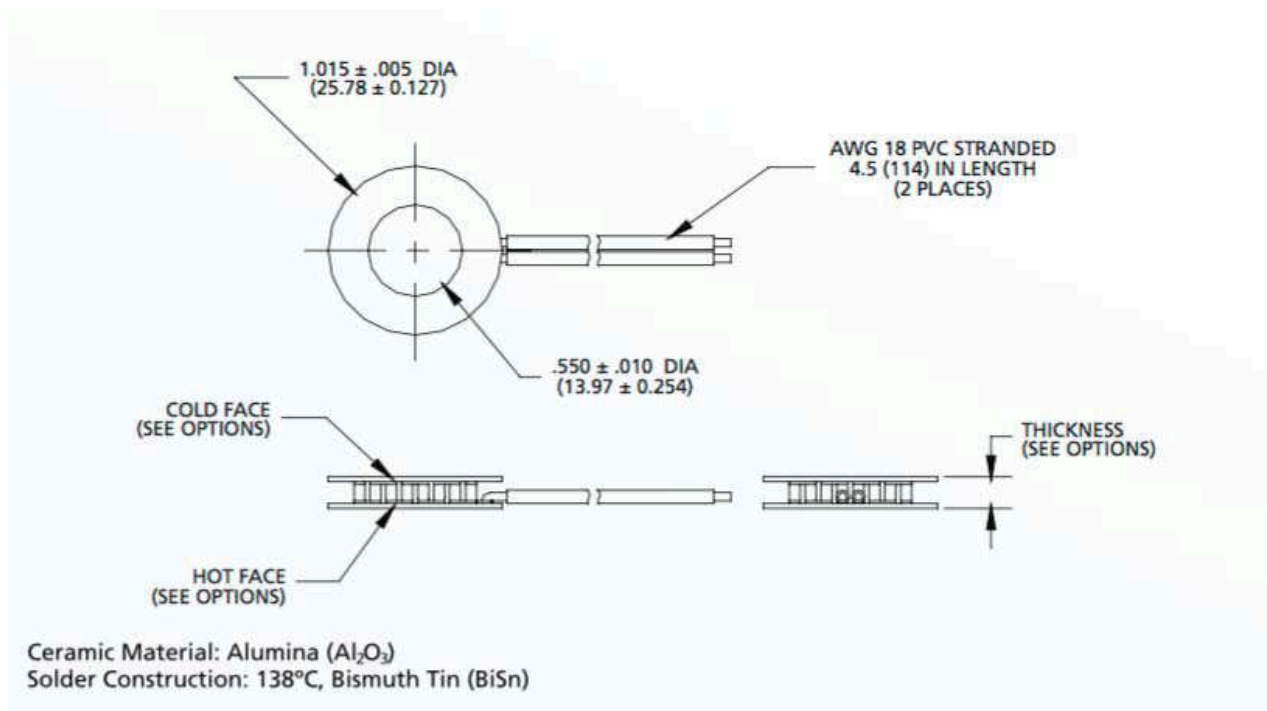 1.015 ± .005 DIA
(25.78 ± 0.127)
AWG 18 PVC STRANDED
4.5 (114) IN LENGTH
(2 PLACES)
.550 ± .010 DIA
(13.97 ± 0.254)
COLD FACE
(SEE OPTIONS)
THICKNESS
(SEE OPTIONS)
HOT FACE
(SEE OPTIONS)
Ceramic Material: Alumina (Al₂O₃)
Solder Construction: 138ºC, Bismuth Tin (BiSn)